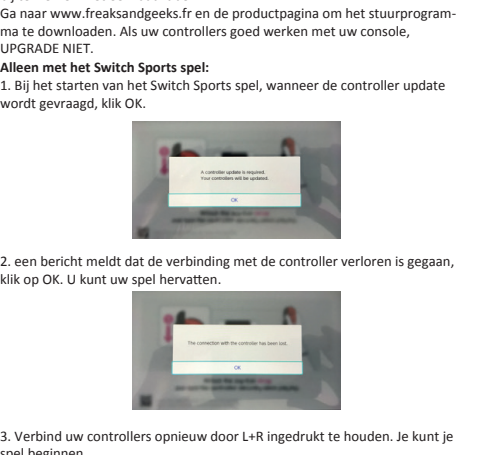 Ga naar www.freaksandgeeks.fr en de productpagina om het stuurprogram-
ma te downloaden. Als uw controllers goed werken met uw console,
UPGRADE NIET.
Alleen met het Switch Sports spel:
1. Bij het starten van het Switch Sports spel, wanneer de controller update
wordt gevraagd, klik OK.
A controller update is required.
Your controllers will be updated.
OK
2. een bericht meldt dat de verbinding met de controller verloren is gegaan,
klik op OK. U kunt uw spel hervatten.
The connection with the controller has been lost.
OK
3. Verbind uw controllers opnieuw door L+R ingedrukt te houden. Je kunt je
spel beginnen